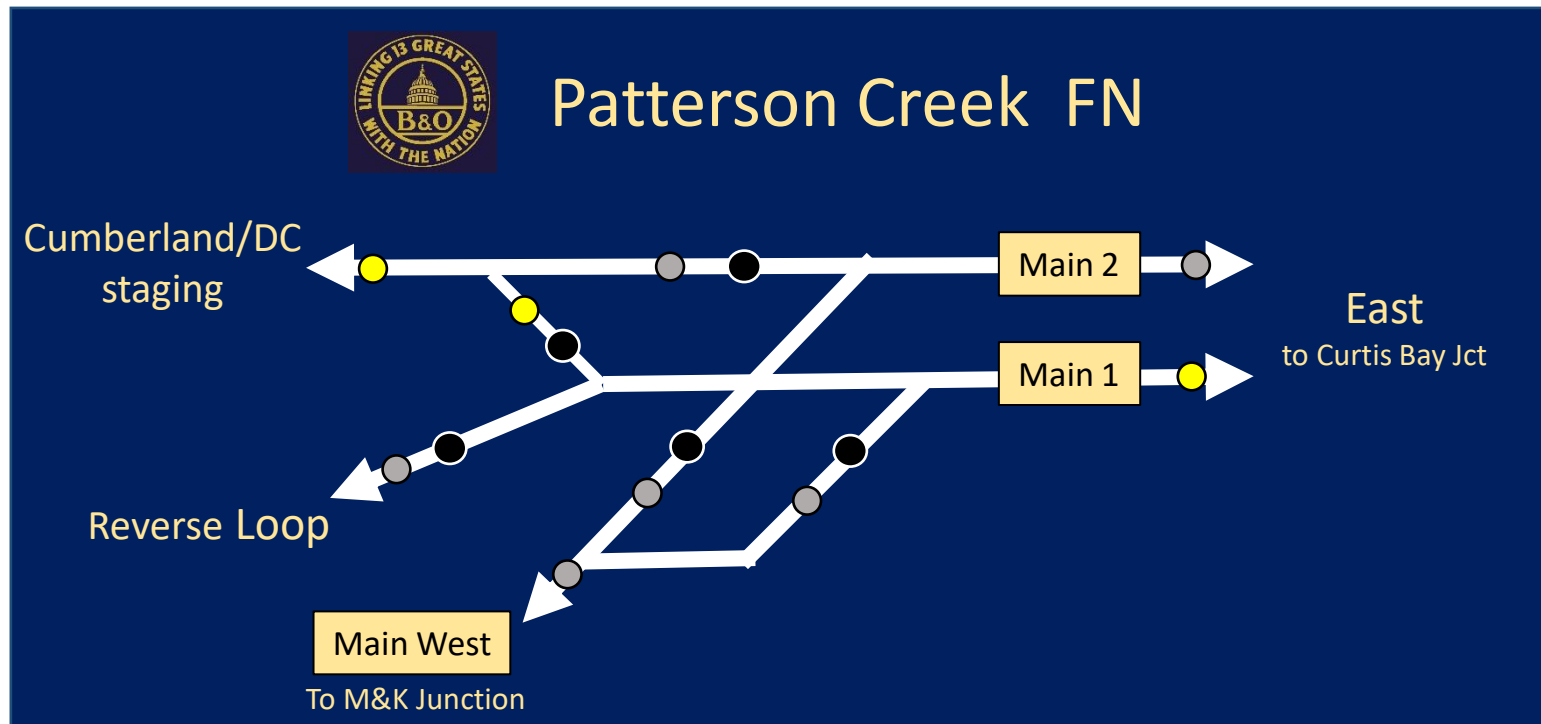 LINKING 13 GREAT STATES
B&O
WITH THE NATION
Patterson Creek FN
Cumberland/DC
staging
Main 2
East
to Curtis Bay Jct
Main 1
Reverse Loop
Main West
To M&K Junction